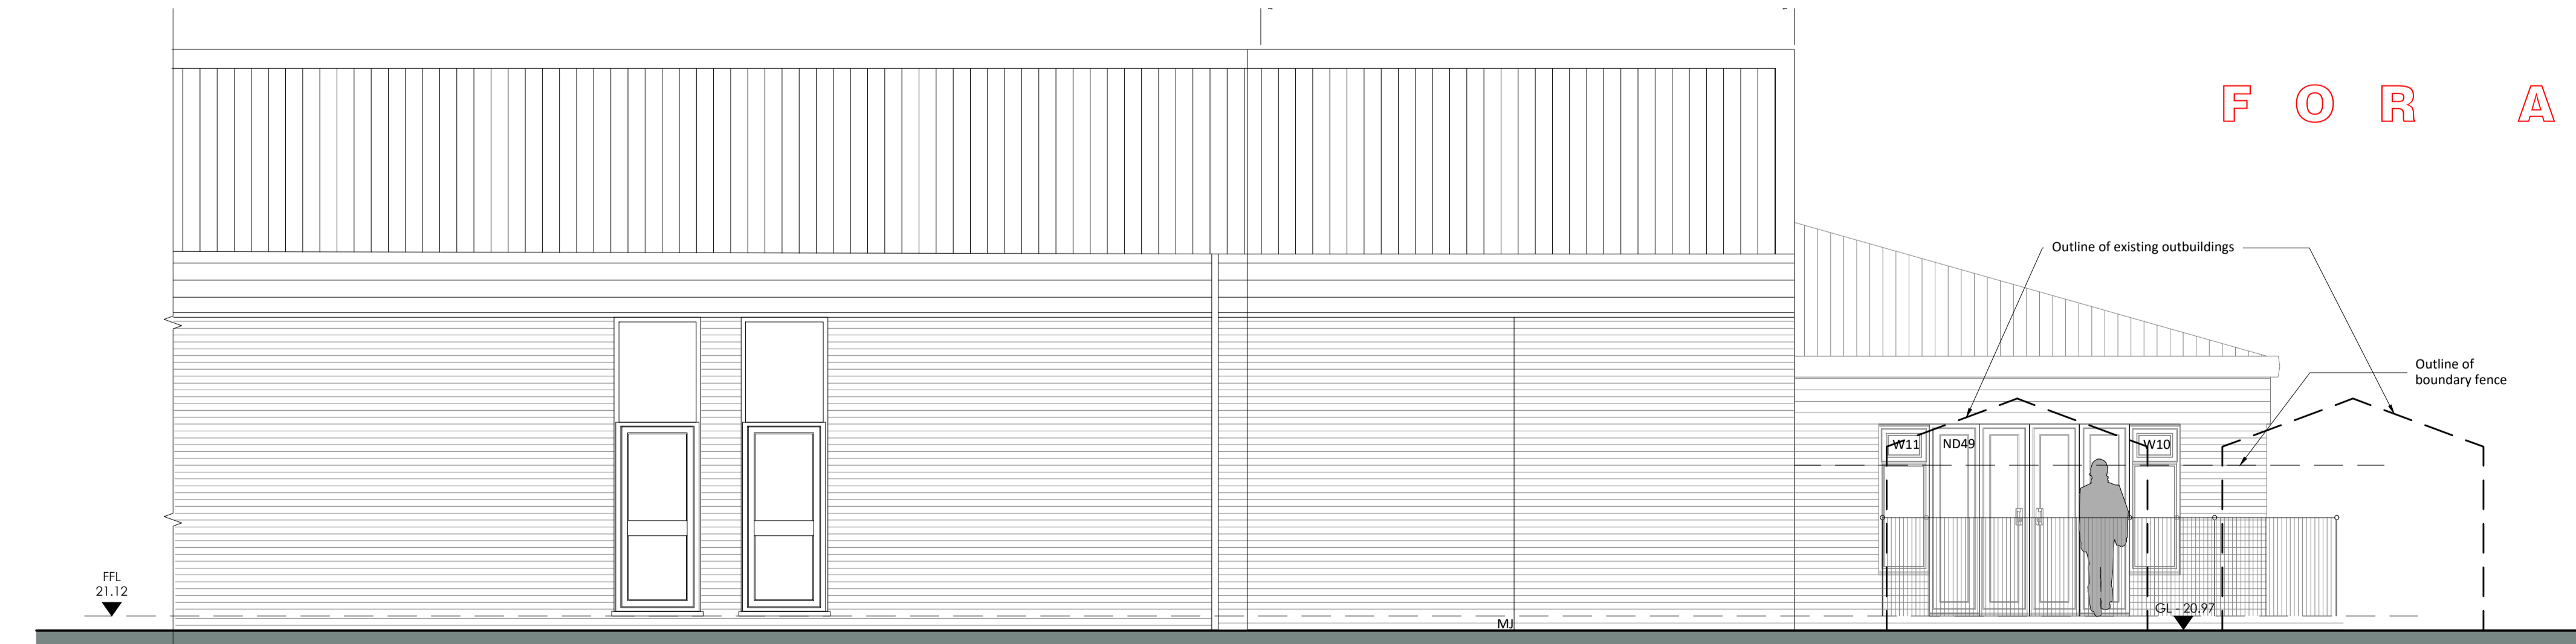 F O R A
Outline of existing outbuildings
Outline of
boundary fence
W11
ND49
W10
FFL
21.12
GL - 20.97
MJ